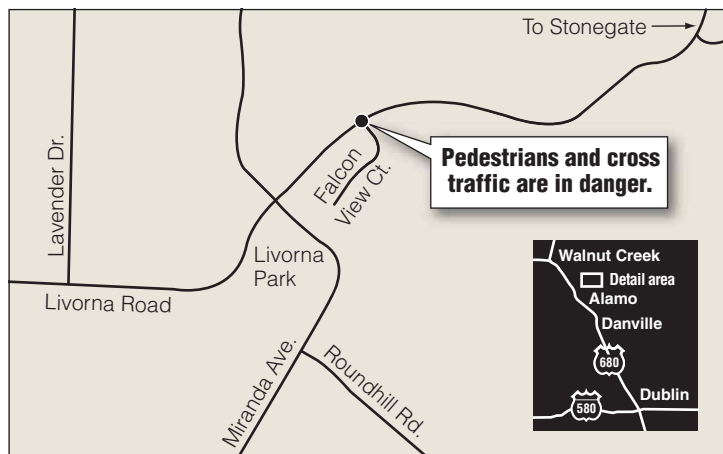 To Stonegate
Lavender Dr.
Falcon
View Ct.
Pedestrians and cross
traffic are in danger.
Livorna
Park
Livorna Road
Miranda Ave.
Roundhill Rd.
Walnut Creek
Detail area
Alamo
Danville
680
Dublin
580